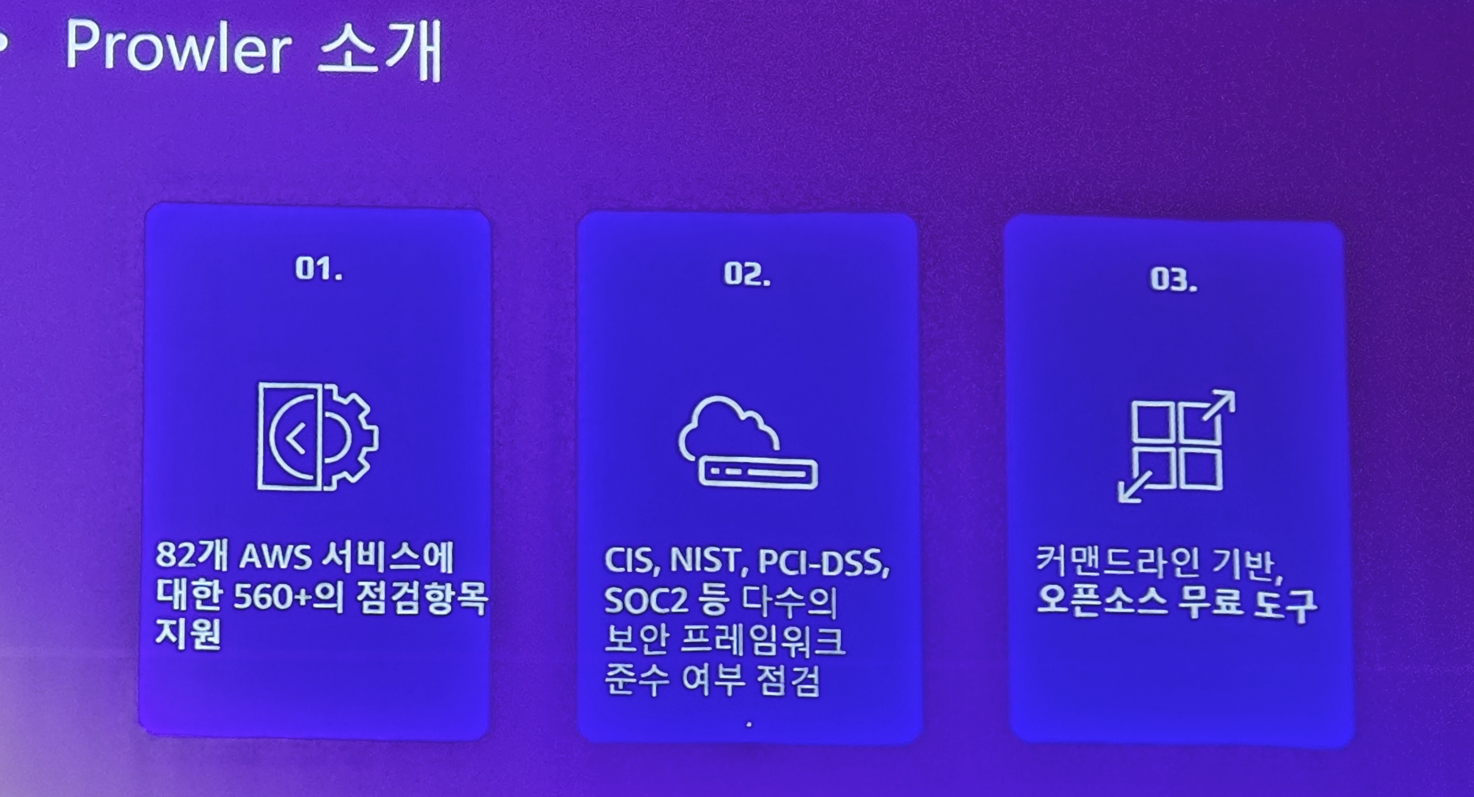 • Prowler 소개
01.
82개 AWS 서비스에
대한 560+의 점검항목
지원
02.
CIS, NIST, PCI-DSS,
SOC2 등 다수의
보안 프레임워크
준수 여부 점검
.
03.
커맨드라인 기반,
오픈소스 무료 도구